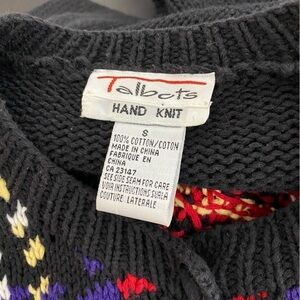 Talbots
HAND KNIT
S
100% COTTON/COTON
MADE IN CHINA
FABRIQUE EN
CHINA
CA 23147
SEE SIDE SEAM FOR CARE
VOIR INSTRUCTIONS SUR LA
COUTURE LATERALE